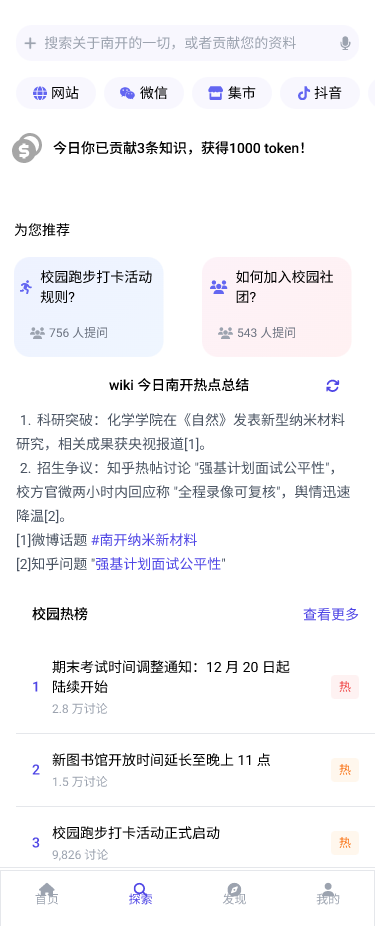 搜索关于南开的一切，或者贡献您的资料
网站 微信 集市 抖音
今日你已贡献3条知识，获得1000 token！
为您推荐
校园跑步打卡活动
规则?
756 人提问
如何加入校园社
团?
543 人提问
wiki 今日南开热点总结
1. 科研突破：化学学院在《自然》发表新型纳米材料
研究，相关成果获央视报道[1]。
2. 招生争议：知乎热帖讨论 "强基计划面试公平性"，
校方官微两小时内回应称 "全程录像可复核"，舆情迅速
降温[2]。
[1]微博话题 #南开纳米新材料
[2]知乎问题 "强基计划面试公平性"
校园热榜 查看更多
1 期末考试时间调整通知：12 月 20 日起
陆续开始
热
2.8 万讨论
2 新图书馆开放时间延长至晚上 11 点
热
1.5 万讨论
3 校园跑步打卡活动正式启动
热
9,826 讨论
首页 探索 发现 我的